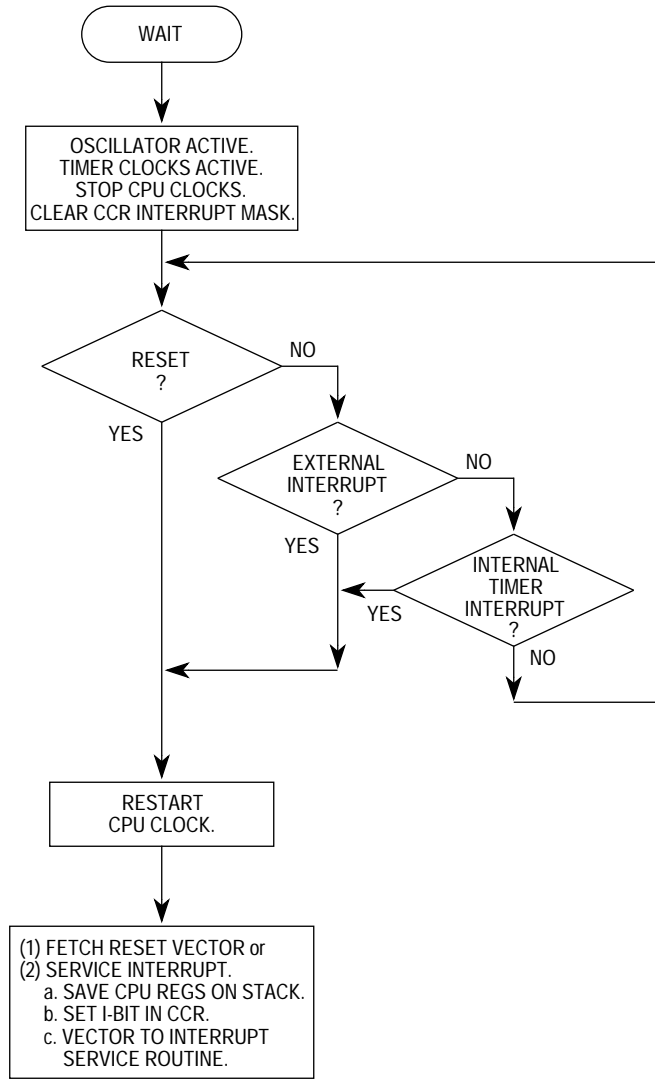 WAIT
OSCILLATOR ACTIVE.
TIMER CLOCKS ACTIVE.
STOP CPU CLOCKS.
CLEAR CCR INTERRUPT MASK.
RESET
?
NO
YES
EXTERNAL
INTERRUPT
?
NO
YES
INTERNAL
TIMER
INTERRUPT
?
YES
NO
RESTART
CPU CLOCK.
(1) FETCH RESET VECTOR or
(2) SERVICE INTERRUPT.
a. SAVE CPU REGS ON STACK.
b. SET I-BIT IN CCR.
c. VECTOR TO INTERRUPT
SERVICE ROUTINE.